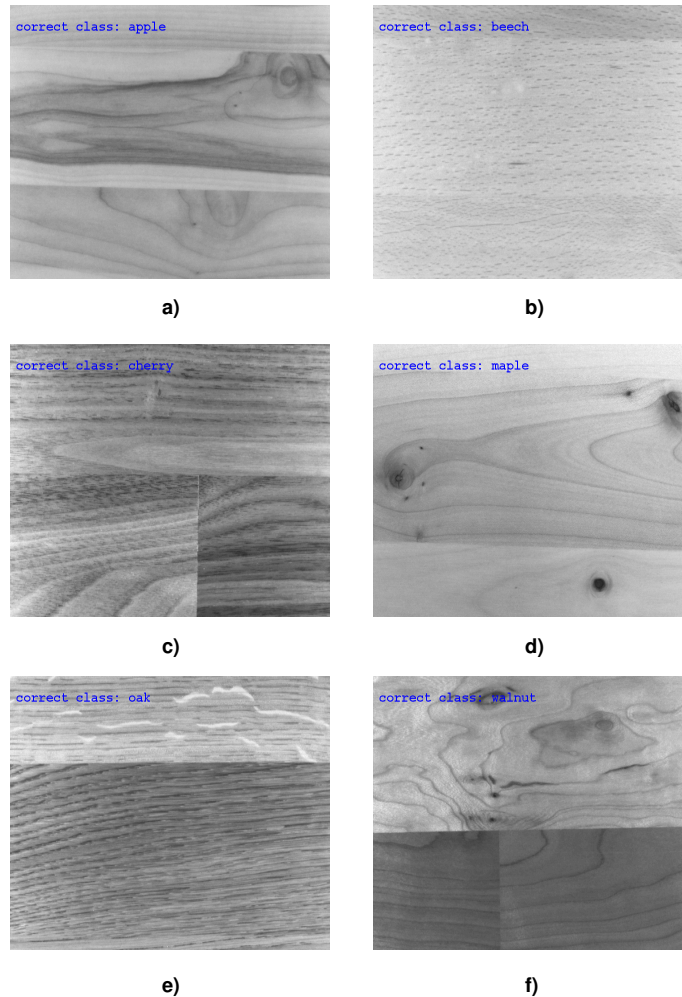 correct class: apple
correct class: beech
a)
b)
correct class: cherry
correct class: maple
c)
d)
correct class: oak
correct class: walnut
e)
f)